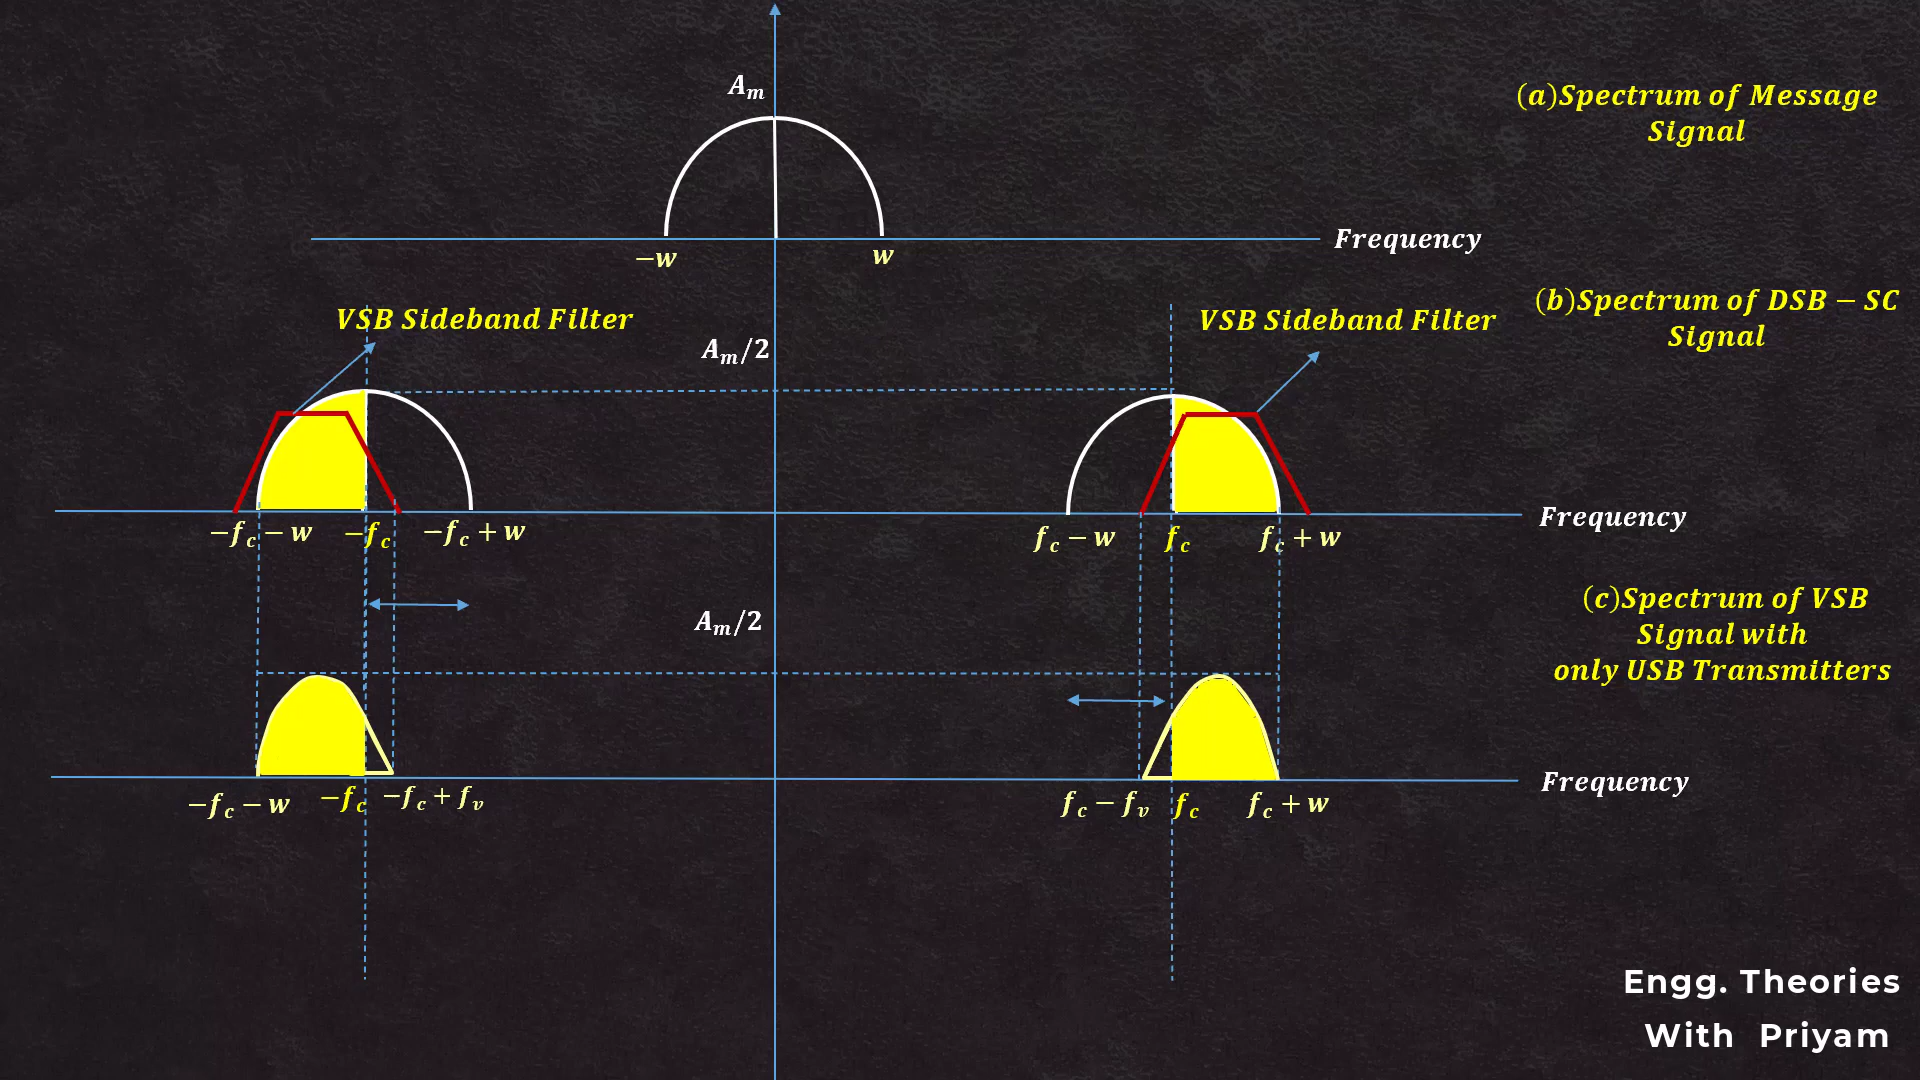 A_m
(a)Spectrum of Message
Signal
Frequency
−w
w
VSB Sideband Filter
VSB Sideband Filter
(b)Spectrum of DSB − SC
Signal
A_m/2
−f_c − w
−f_c
−f_c + w
f_c − w
f_c
f_c + w
Frequency
(c)Spectrum of VSB
Signal with
only USB Transmitters
A_m/2
−f_c − w
−f_c
−f_c + f_v
f_c − f_v
f_c
f_c + w
Frequency
Engg. Theories
With Priyam